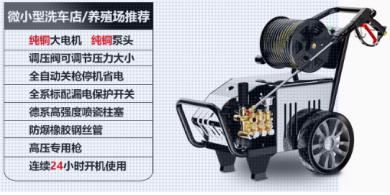 微小型洗车店/养殖场推荐
纯铜大电机 纯铜泵头
调压阀可调节压力大小
全自动关枪停机省电
全系标配漏电保护开关
德系高强度喷瓷柱塞
防爆橡胶钢丝管
高压专用枪
连续24小时开机使用